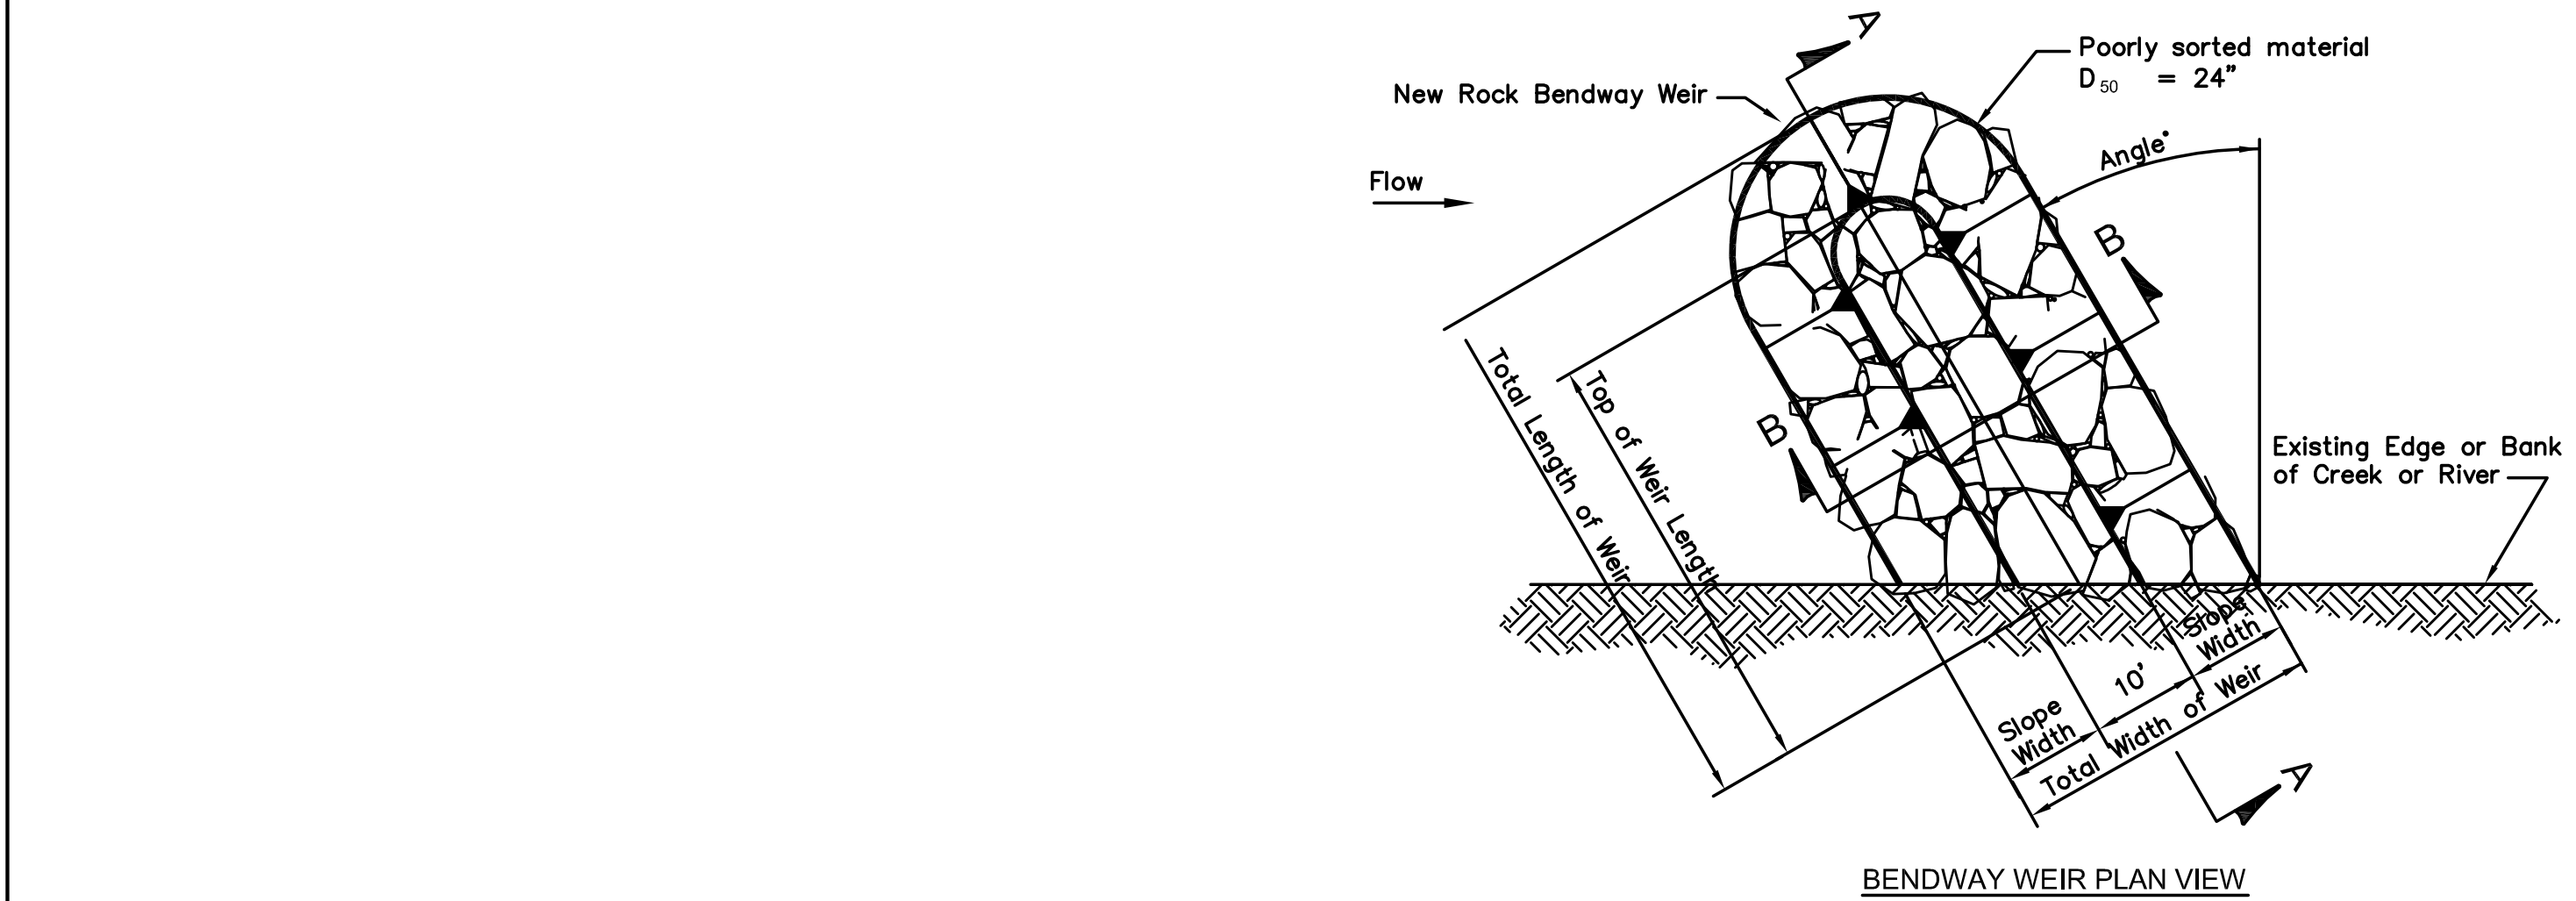 A
Poorly sorted material
D50 = 24"
New Rock Bendway Weir
Angle°
Flow
B
B
Total Length of Weir
Top of Weir Length
Existing Edge or Bank
of Creek or River
Slope
Width
10'
Slope
Width
Total Width of Weir
A
BENDWAY WEIR PLAN VIEW